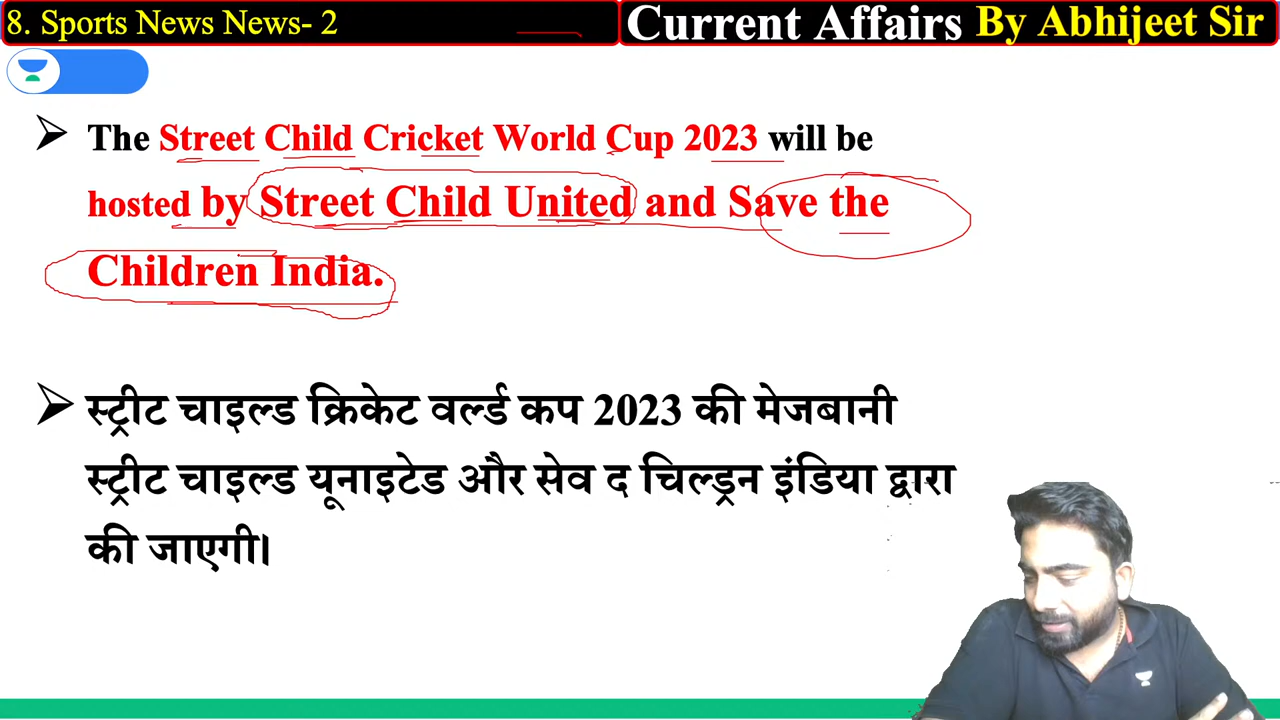 8. Sports News News- 2
Current Affairs By Abhijeet Sir
The Street Child Cricket World Cup 2023 will be
hosted by Street Child United and Save the
Children India.
स्ट्रीट चाइल्ड क्रिकेट वर्ल्ड कप 2023 की मेजबानी
स्ट्रीट चाइल्ड यूनाइटेड और सेव द चिल्ड्रन इंडिया द्वारा
की जाएगी।